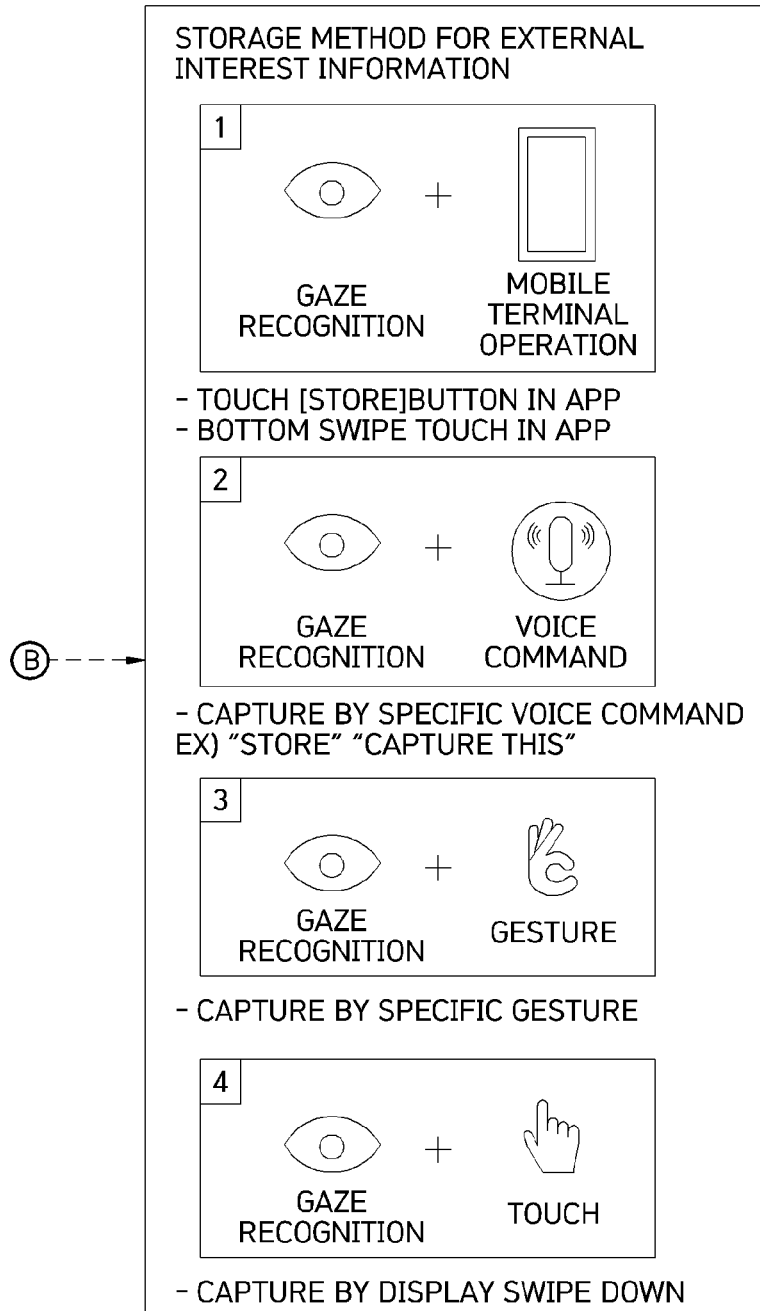 STORAGE METHOD FOR EXTERNAL
INTEREST INFORMATION
1
GAZE
RECOGNITION
+
MOBILE
TERMINAL
OPERATION
- TOUCH [STORE]BUTTON IN APP
- BOTTOM SWIPE TOUCH IN APP
2
GAZE
RECOGNITION
+
VOICE
COMMAND
B
- CAPTURE BY SPECIFIC VOICE COMMAND
EX) "STORE" "CAPTURE THIS"
3
GAZE
RECOGNITION
+
GESTURE
- CAPTURE BY SPECIFIC GESTURE
4
GAZE
RECOGNITION
+
TOUCH
- CAPTURE BY DISPLAY SWIPE DOWN